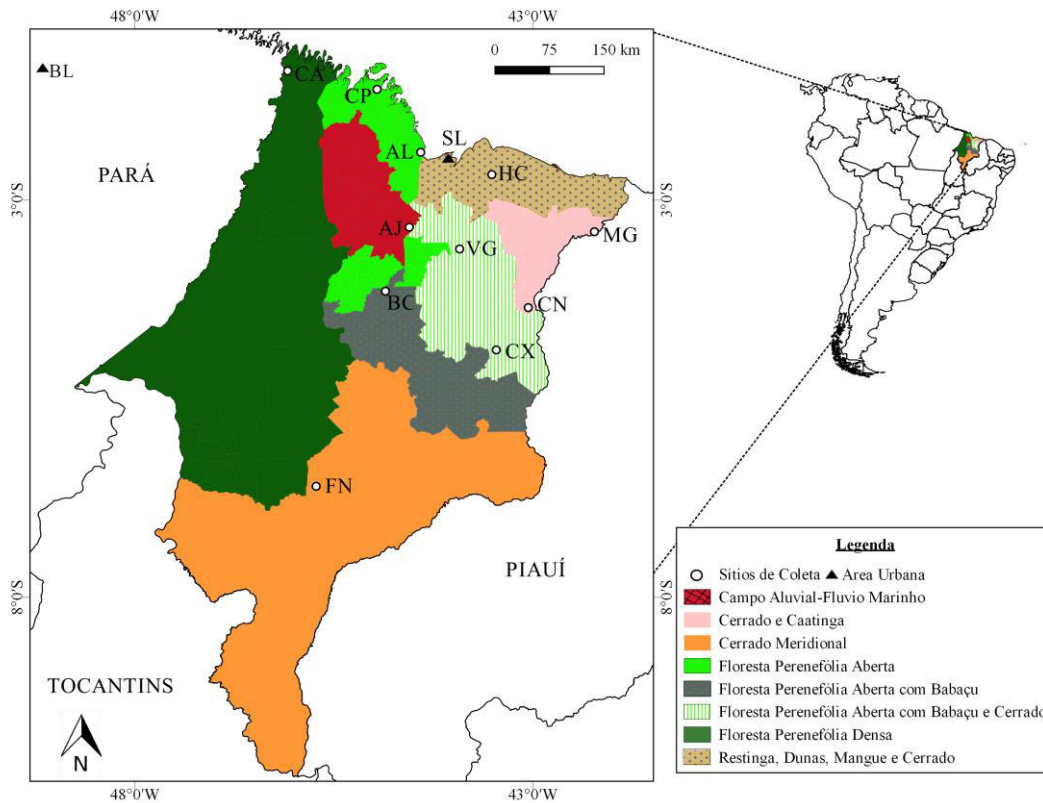 48°0'W
43°0'W
0 75 150 km
BL
CA
CP
SL
AL
HC
PARÁ
3°0'S
3°0'S
AJ
VG
MG
BC
CN
CX
FN
PIAUÍ
8°0'S
8°0'S
TOCANTINS
N
48°0'W
43°0'W
Legenda
Sítios de Coleta Area Urbana
Campo Aluvial-Fluvio Marinho
Cerrado e Caatinga
Cerrado Meridional
Floresta Perenefólia Aberta
Floresta Perenefólia Aberta com Babaçu
Floresta Perenefólia Aberta com Babaçu e Cerrado
Floresta Perenefólia Densa
Restinga, Dunas, Mangue e Cerrado